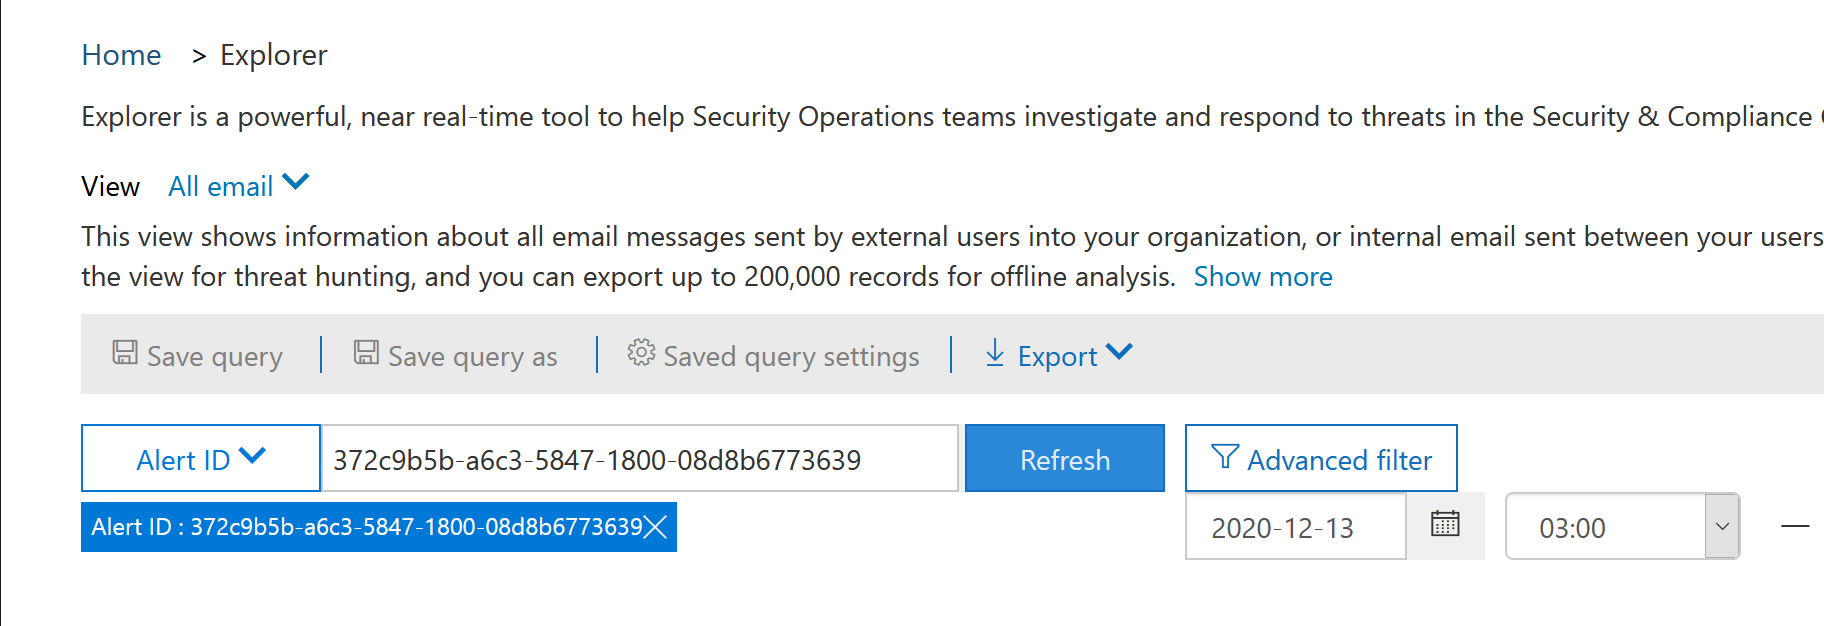 Home > Explorer
Explorer is a powerful, near real-time tool to help Security Operations teams investigate and respond to threats in the Security & Compliance
View All email
This view shows information about all email messages sent by external users into your organization, or internal email sent between your users
the view for threat hunting, and you can export up to 200,000 records for offline analysis. Show more
Save query Save query as Saved query settings Export
Alert ID 372c9b5b-a6c3-5847-1800-08d8b6773639 Refresh Advanced filter
Alert ID : 372c9b5b-a6c3-5847-1800-08d8b6773639 2020-12-13 03:00 —